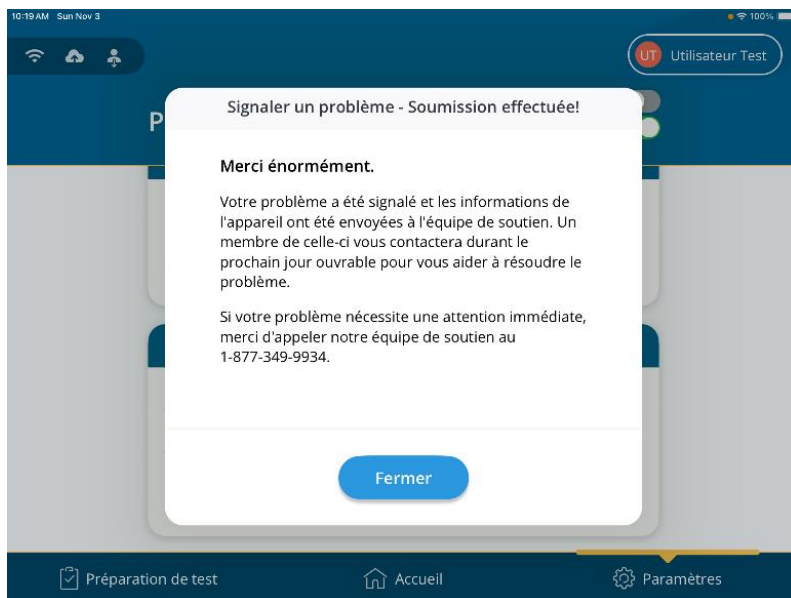 10:19 AM Sun Nov 3
100%
UT Utilisateur Test
P
Signaler un problème - Soumission effectuée!
Merci énormément.
Votre problème a été signalé et les informations de
l'appareil ont été envoyées à l'équipe de soutien. Un
membre de celle-ci vous contactera durant le
prochain jour ouvrable pour vous aider à résoudre le
problème.
Si votre problème nécessite une attention immédiate,
merci d'appeler notre équipe de soutien au
1-877-349-9934.
Fermer
Préparation de test
Accueil
Paramètres